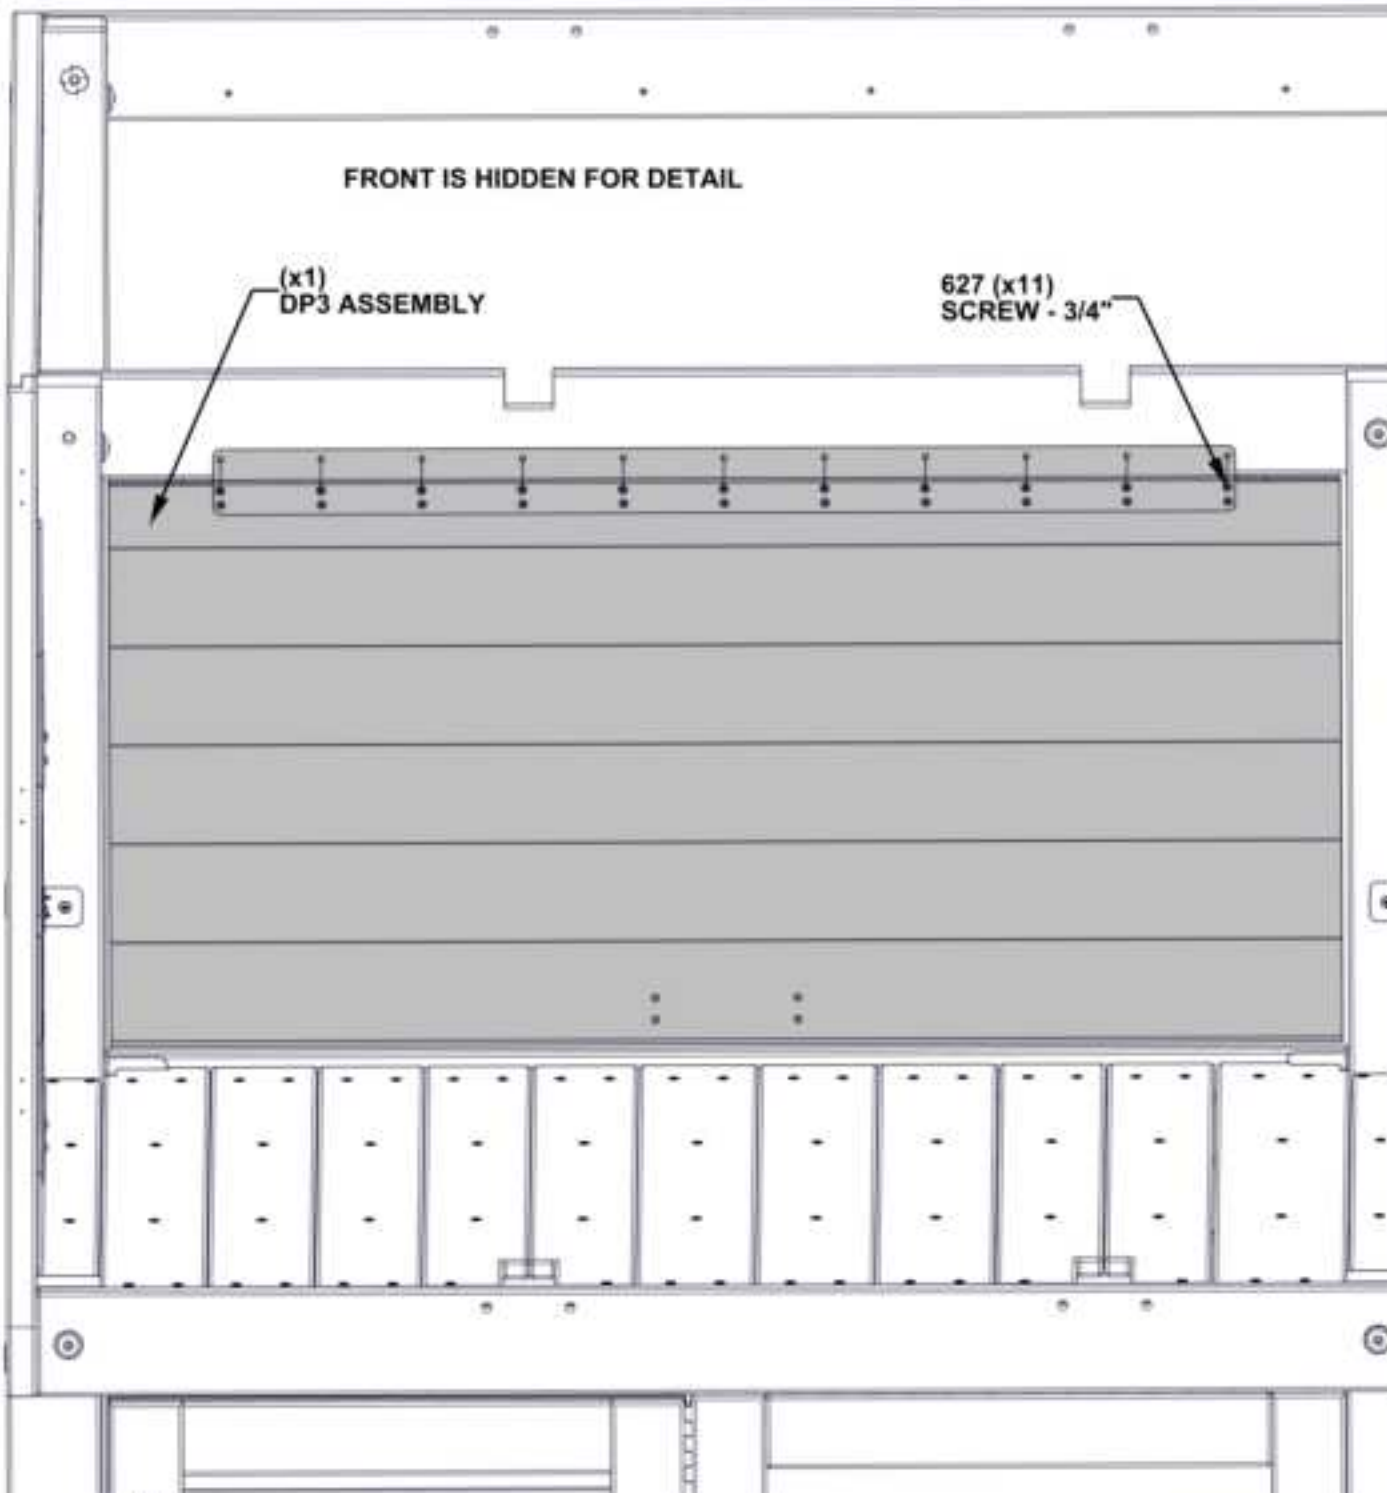 FRONT IS HIDDEN FOR DETAIL
(x1)
DP3 ASSEMBLY
627 (x11)
SCREW - 3/4"